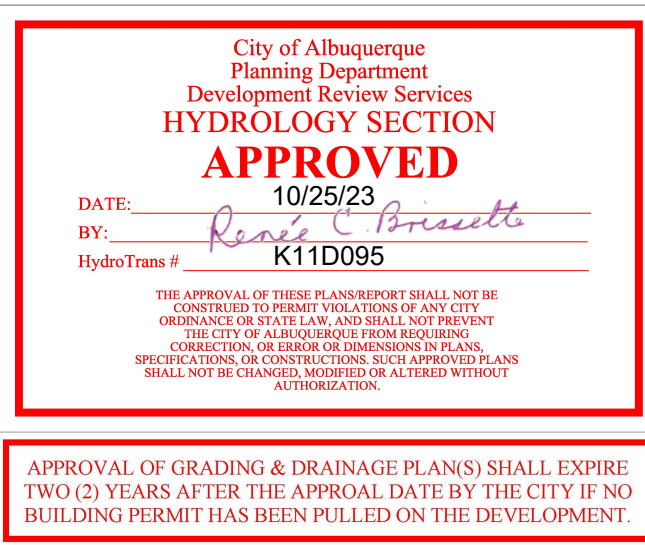 City of Albuquerque
Planning Department
Development Review Services
HYDROLOGY SECTION
APPROVED
DATE: 10/25/23
BY: Renée C. Brissette
HydroTrans # K11D095
THE APPROVAL OF THESE PLANS/REPORT SHALL NOT BE
CONSTRUED TO PERMIT VIOLATIONS OF ANY CITY
ORDINANCE OR STATE LAW, AND SHALL NOT PREVENT
THE CITY OF ALBUQUERQUE FROM REQUIRING
CORRECTION, OR ERROR OR DIMENSIONS IN PLANS,
SPECIFICATIONS, OR CONSTRUCTIONS. SUCH APPROVED PLANS
SHALL NOT BE CHANGED, MODIFIED OR ALTERED WITHOUT
AUTHORIZATION.
APPROVAL OF GRADING & DRAINAGE PLAN(S) SHALL EXPIRE
TWO (2) YEARS AFTER THE APPROAL DATE BY THE CITY IF NO
BUILDING PERMIT HAS BEEN PULLED ON THE DEVELOPMENT.